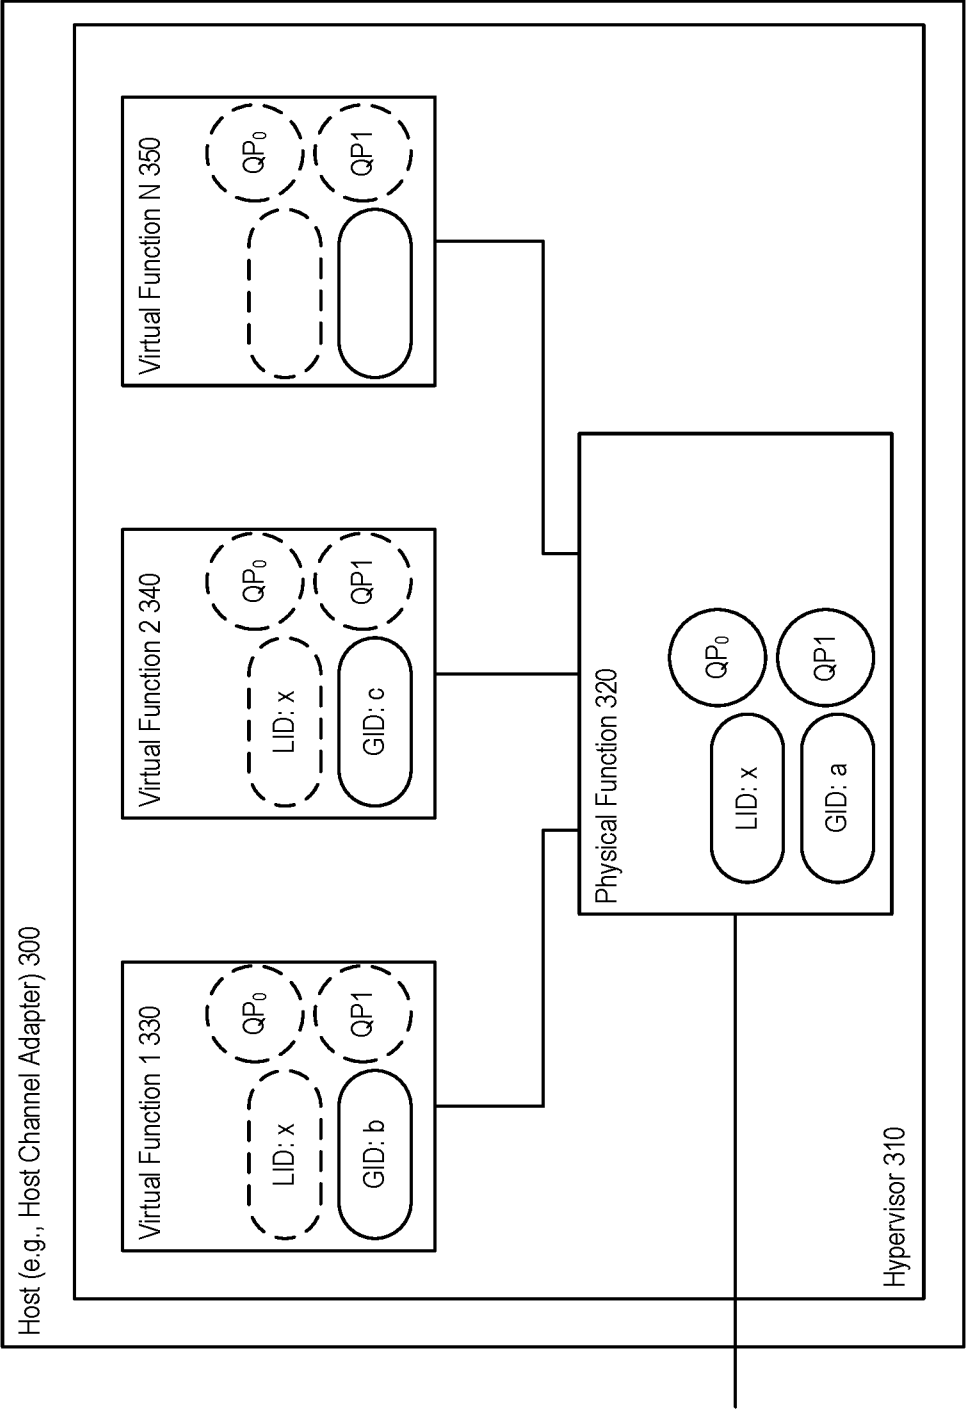 Host (e.g., Host Channel Adapter) 300
Virtual Function 1 330
LID: x
QP0
GID: b
QP1
Virtual Function 2 340
LID: x
QP0
GID: c
QP1
Virtual Function N 350
QP0
QP1
Physical Function 320
LID: x
QP0
GID: a
QP1
Hypervisor 310